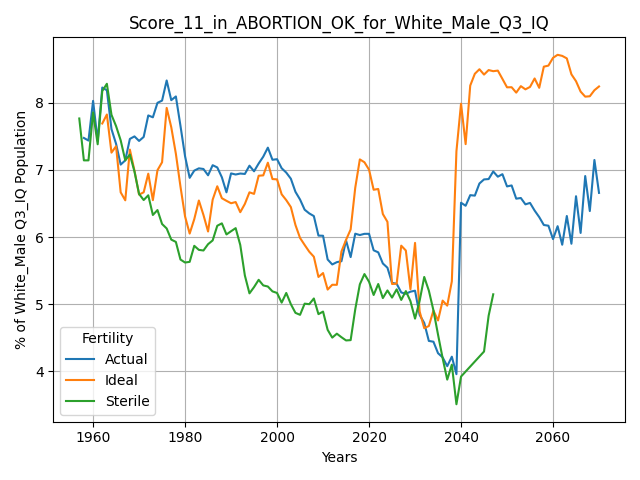 Score_11_in_ABORTION_OK_for_White_Male_Q3_IQ
% of White_Male Q3_IQ Population
8
7
6
5
4
Fertility
Actual
Ideal
Sterile
1960 1980 2000 2020 2040 2060
Years